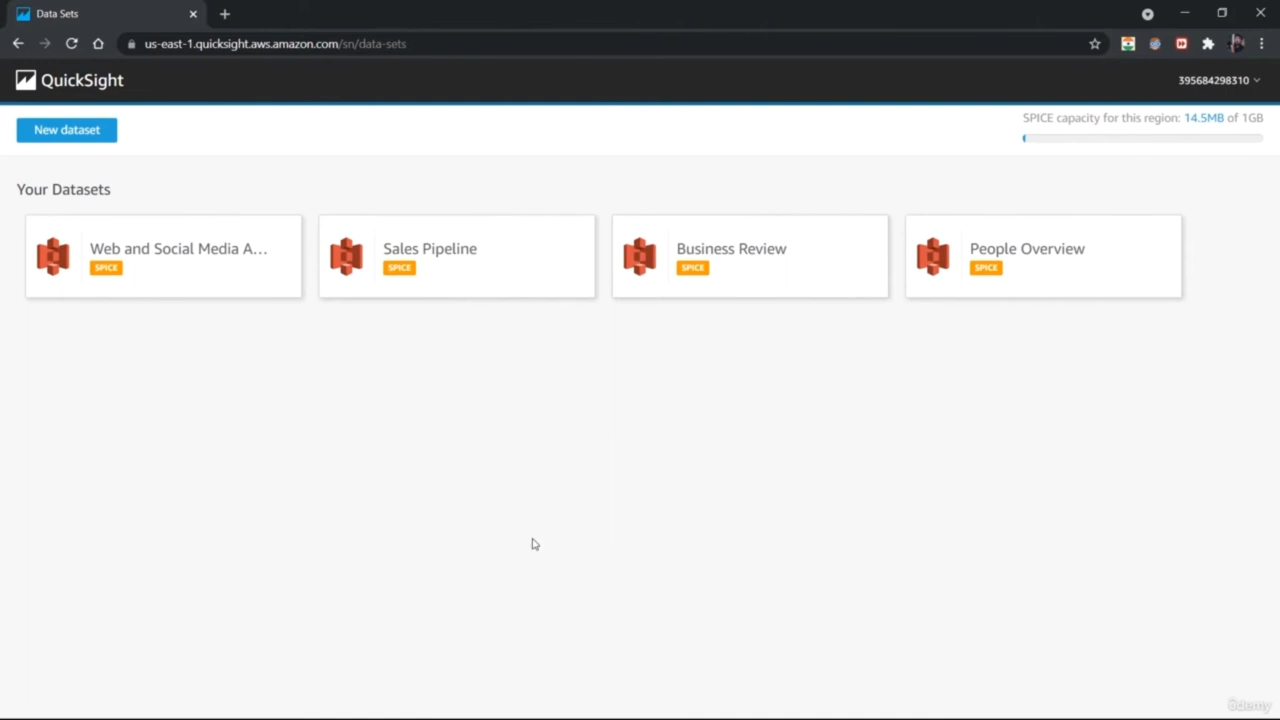 Data Sets
us-east-1.quicksight.aws.amazon.com/sn/data-sets
QuickSight
395684298310
New dataset
SPICE capacity for this region: 14.5MB of 1GB
Your Datasets
Web and Social Media A...
SPICE
Sales Pipeline
SPICE
Business Review
SPICE
People Overview
SPICE
ûdemy